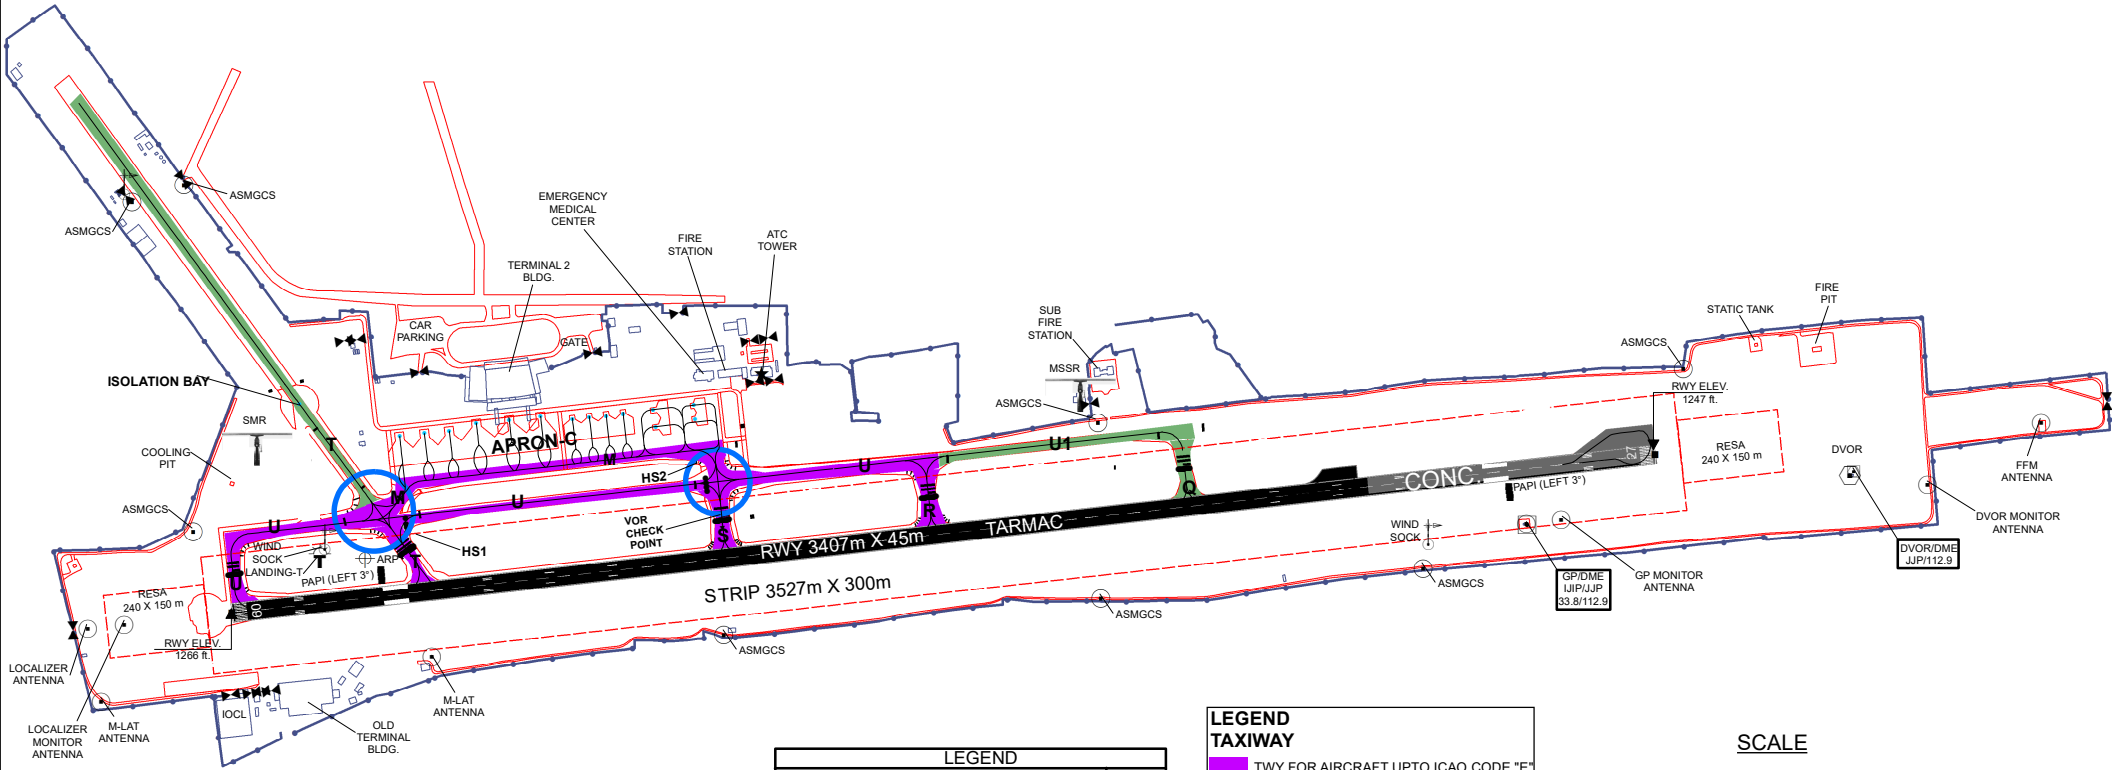 ASMGCS
ASMGCS
EMERGENCY
MEDICAL
CENTER
FIRE
STATION
ATC
TOWER
TERMINAL 2
BLDG.
CAR
PARKING
GATE
SUB
FIRE
STATION
MSSR
ASMGCS
STATIC TANK
FIRE
PIT
ASMGCS
RWY ELEV.
1247 ft.
ISOLATION BAY
SMR
COOLING
PIT
ASMGCS
T
APRON-C
M
M
HS2
U
U
U
U1
RESA
240 X 150 m
DVOR
FFM
ANTENNA
DVOR MONITOR
ANTENNA
DVOR/DME
JJP/112.9
27
CONC.
PAPI (LEFT 3°)
Q
R
S
VOR
CHECK
POINT
TARMAC
RWY 3407m X 45m
WIND
SOCK
HS1
WIND
SOCK
LANDING-T
ARP
PAPI (LEFT 3°)
T
U
09
STRIP 3527m X 300m
GP/DME
IJIP/JJP
33.8/112.9
GP MONITOR
ANTENNA
ASMGCS
ASMGCS
ASMGCS
RESA
240 X 150 m
RWY ELEV.
1266 ft.
LOCALIZER
ANTENNA
LOCALIZER
MONITOR
ANTENNA
M-LAT
ANTENNA
IOCL
OLD
TERMINAL
BLDG.
M-LAT
ANTENNA
LEGEND
LEGEND
TAXIWAY
TWY FOR AIRCRAFT UPTO ICAO CODE "E"
SCALE